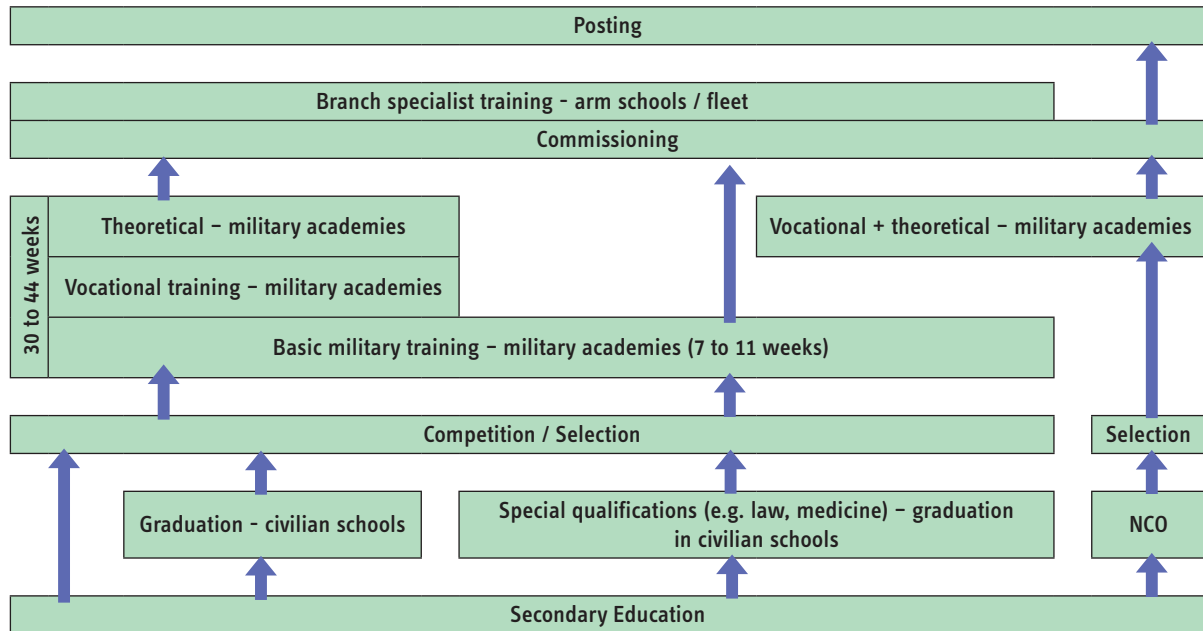 Posting
Branch specialist training - arm schools / fleet
Commissioning
30 to 44 weeks
Theoretical – military academies
Vocational + theoretical – military academies
Vocational training – military academies
Basic military training – military academies (7 to 11 weeks)
Competition / Selection
Selection
Graduation - civilian schools
Special qualifications (e.g. law, medicine) – graduation
in civilian schools
NCO
Secondary Education